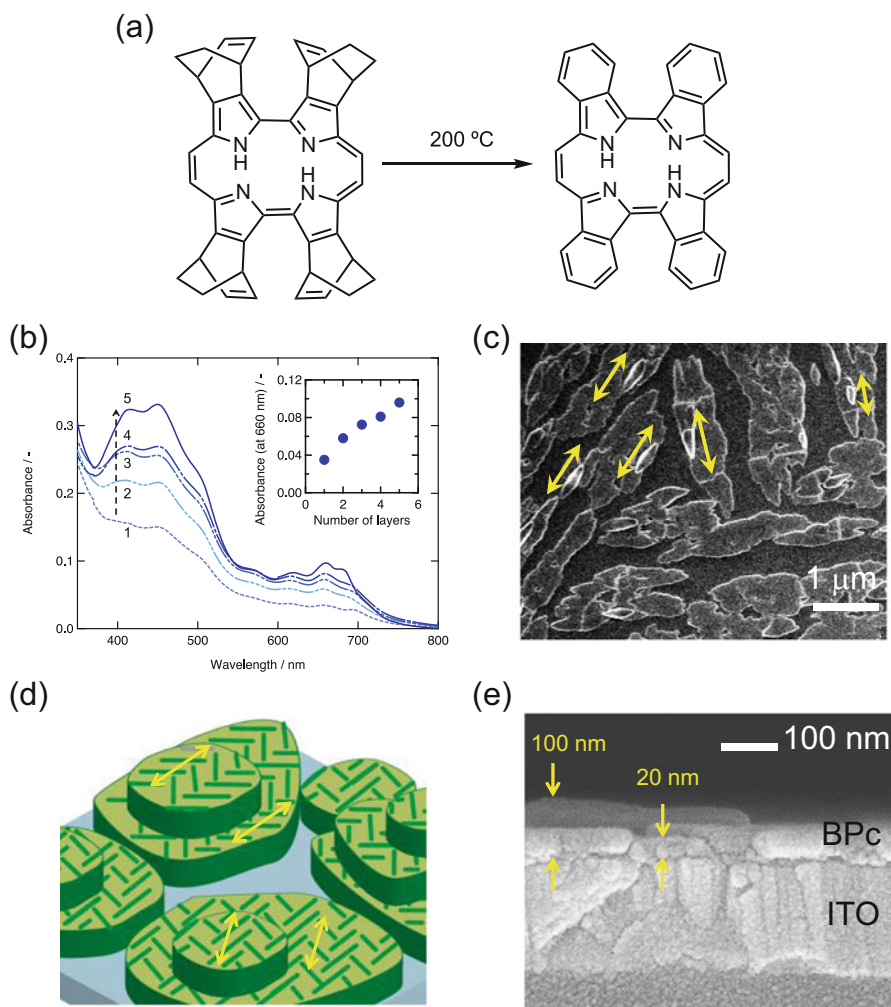 (a)
NH
N
N
HN
200 ºC
NH
N
N
HN
(b)
Absorbance / -
0.4
0.3
0.2
0.1
0.0
400
500
600
700
800
Wavelength / nm
5
4
3
2
1
Absorbance (at 660 nm) / -
0.12
0.08
0.04
0.00
0
2
4
6
Number of layers
(c)
1 μm
(d)
(e)
100 nm
20 nm
100 nm
BPc
ITO